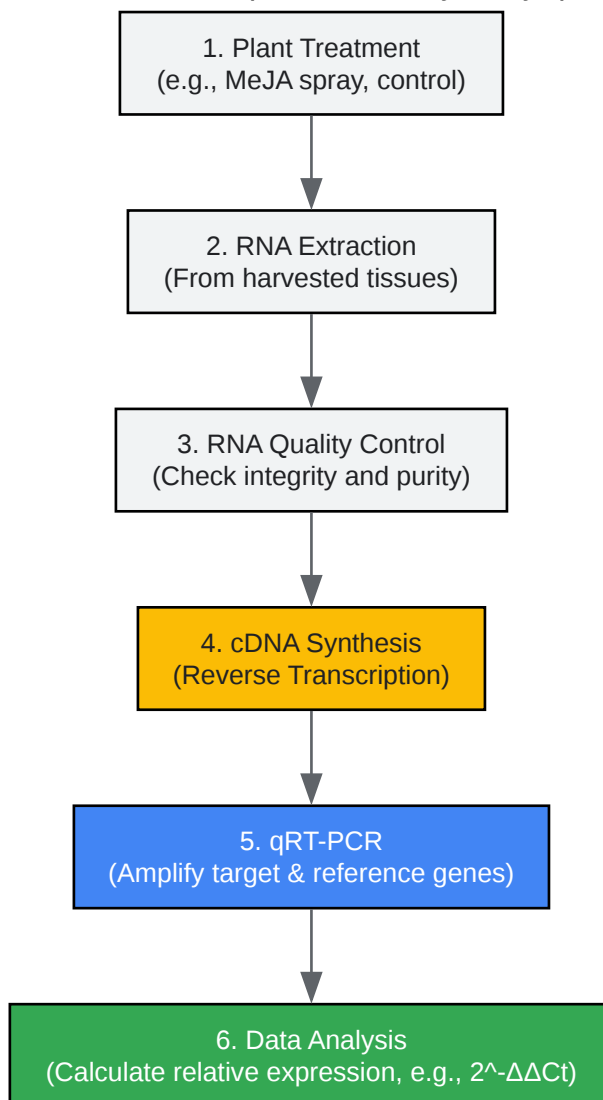 1. Plant Treatment
(e.g., MeJA spray, control)
2. RNA Extraction
(From harvested tissues)
3. RNA Quality Control
(Check integrity and purity)
4. cDNA Synthesis
(Reverse Transcription)
5. qRT-PCR
(Amplify target & reference genes)
6. Data Analysis
(Calculate relative expression, e.g., 2^-ΔΔCt)